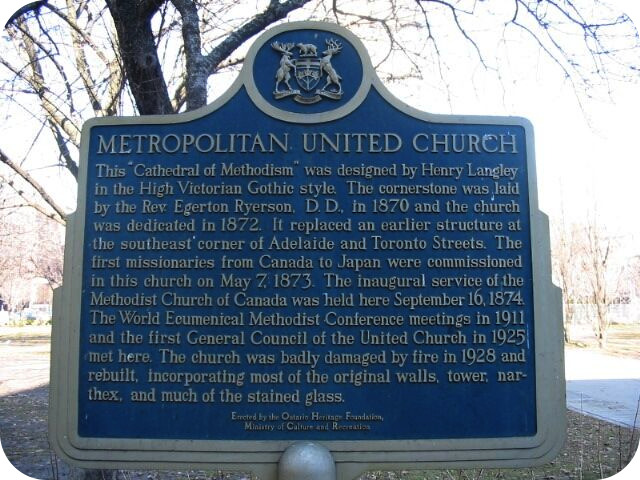 METROPOLITAN UNITED CHURCH
This "Cathedral of Methodism" was designed by Henry Langley
in the High Victorian Gothic style. The cornerstone was laid
by the Rev. Egerton Ryerson, D.D., in 1870 and the church
was dedicated in 1872. It replaced an earlier structure at
the southeast corner of Adelaide and Toronto Streets. The
first missionaries from Canada to Japan were commissioned
in this church on May 7, 1873. The inaugural service of the
Methodist Church of Canada was held here September 16, 1874.
The World Ecumenical Methodist Conference meetings in 1911
and the first General Council of the United Church in 1925
met here. The church was badly damaged by fire in 1928 and
rebuilt, incorporating most of the original walls, tower, nar-
thex, and much of the stained glass.
Erected by the Ontario Heritage Foundation,
Ministry of Culture and Recreation